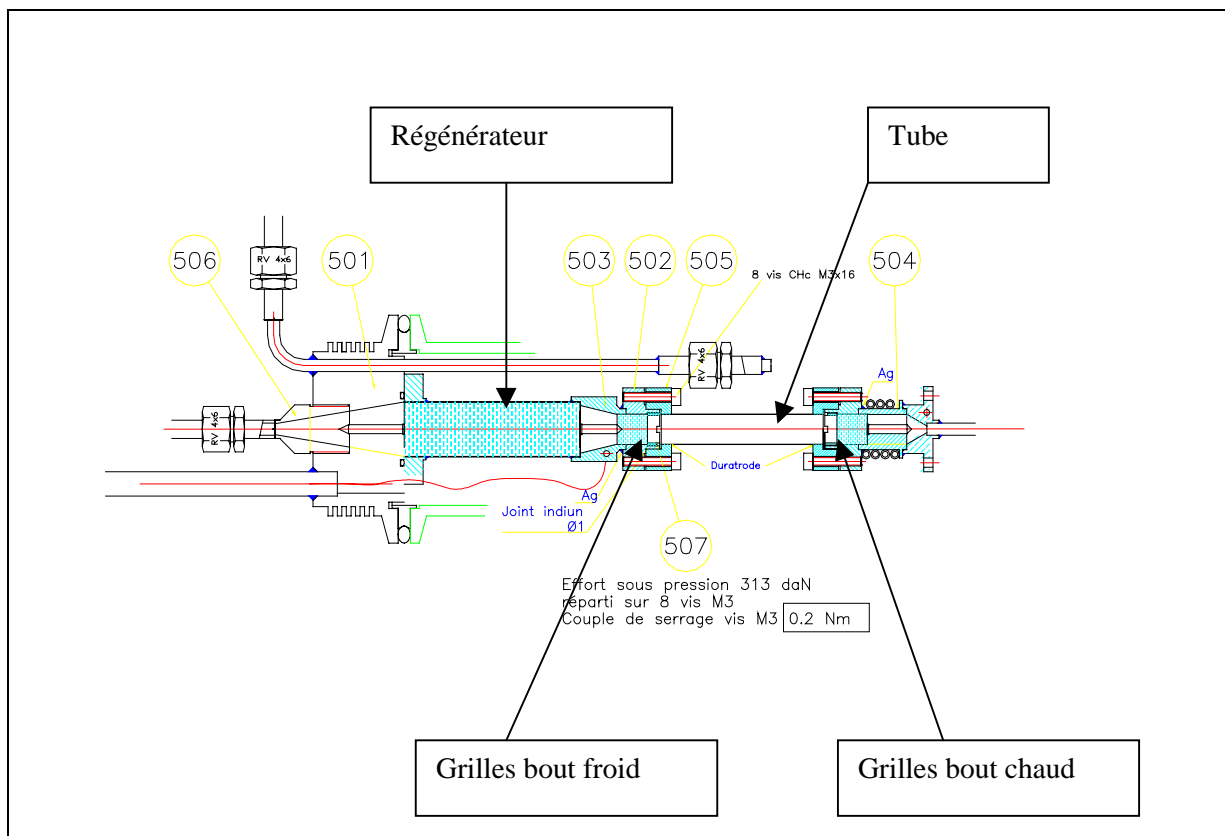 Régénérateur
Tube
506
RV 4x6
501
503
502
505
8 vis CHc M3x16
504
RV 4x6
Ag
RV 4x6
Duratrode
Ag
Joint indiun
Ø1
507
Effort sous pression 313 daN
réparti sur 8 vis M3
Couple de serrage vis M3 0.2 Nm
Grilles bout froid
Grilles bout chaud